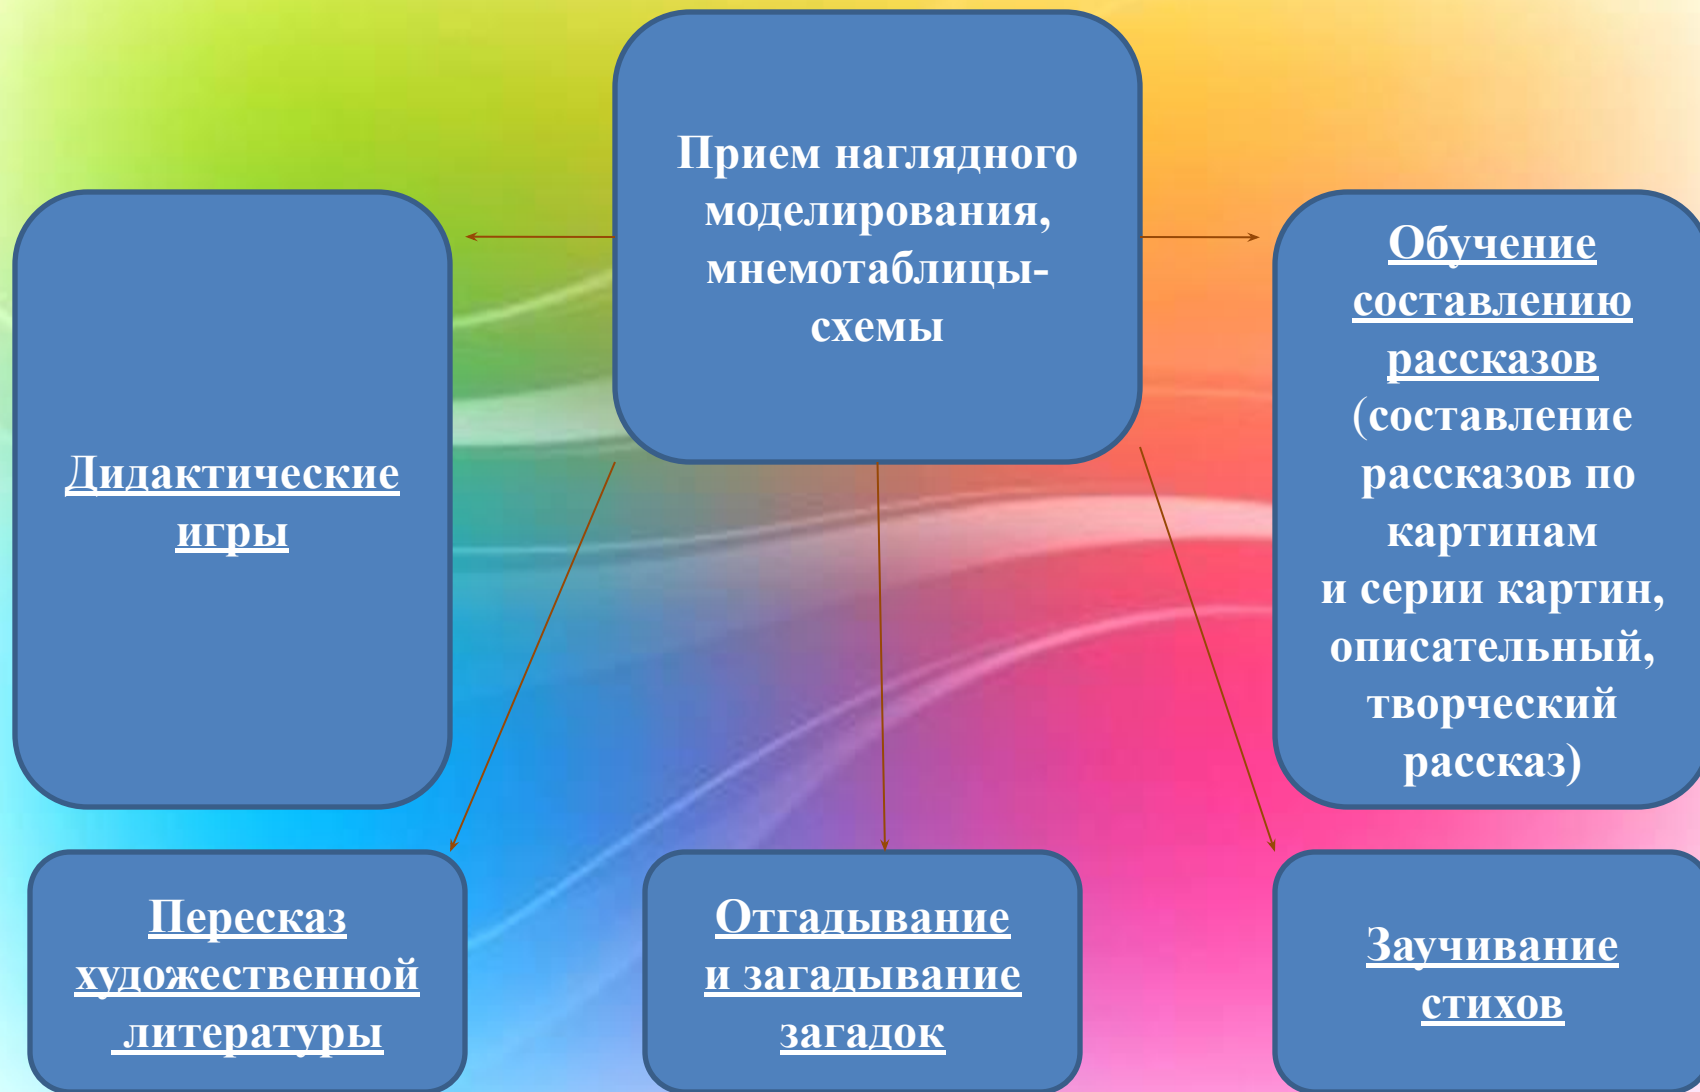 Прием наглядного
моделирования,
мнемотаблицы-
схемы
Дидактические
игры
Обучение
составлению
рассказов
(составление
рассказов по
картинам
и серии картин,
описательный,
творческий
рассказ)
Пересказ
художественной
литературы
Отгадывание
и загадывание
загадок
Заучивание
стихов